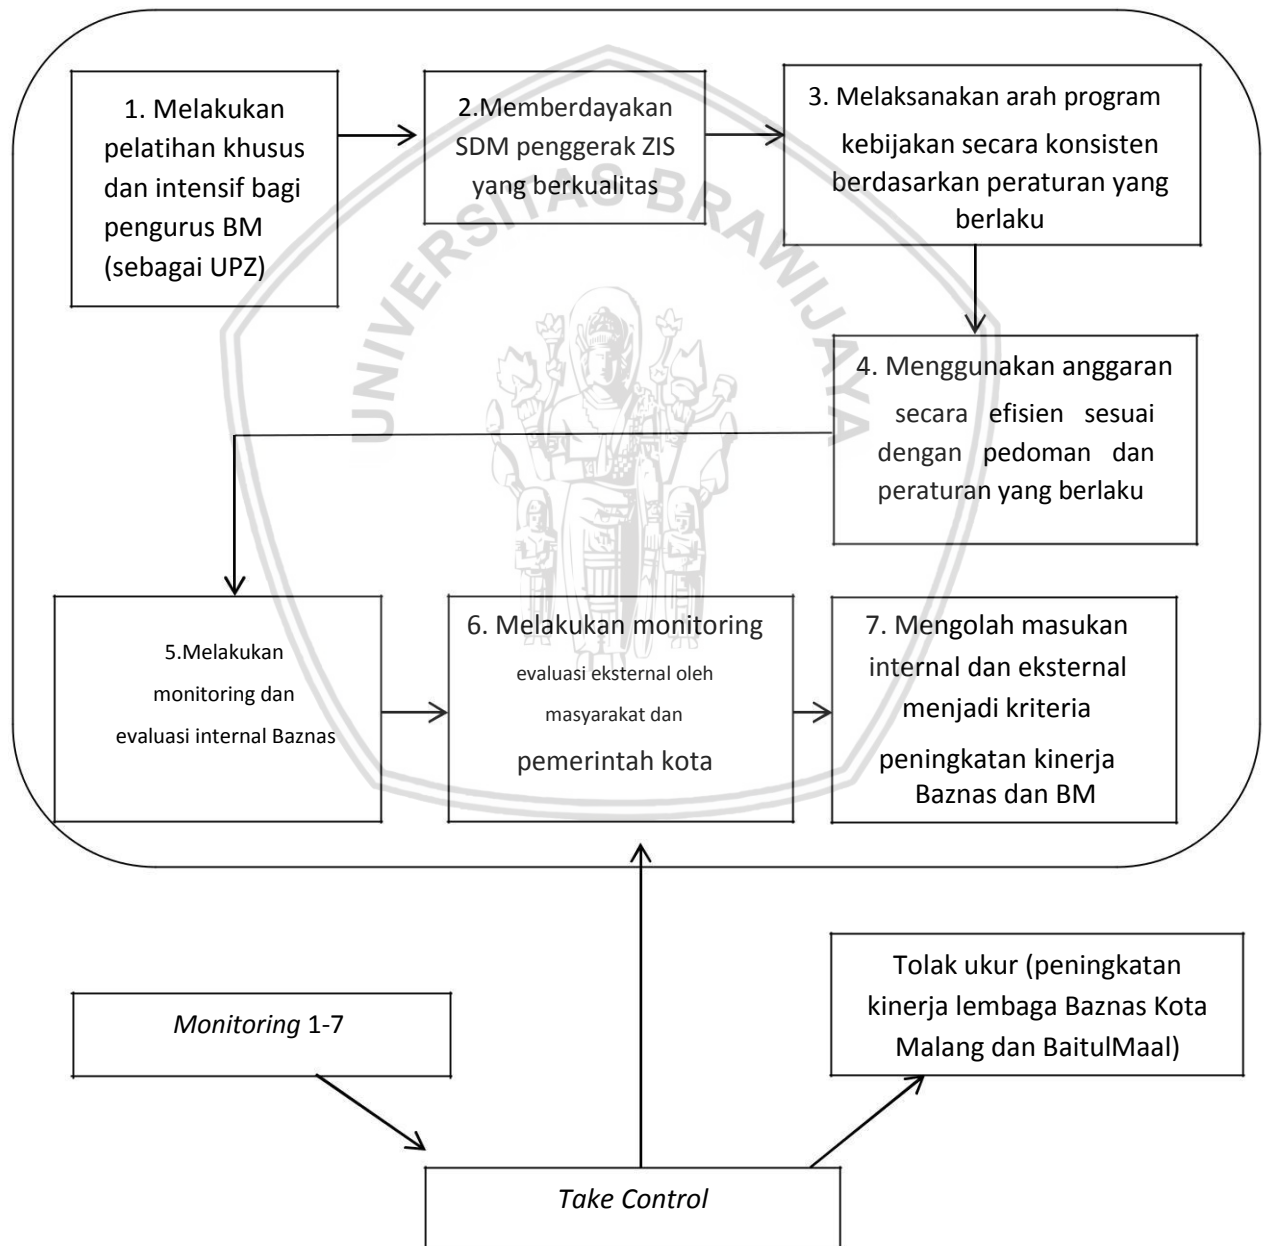 1. Melakukan
pelatihan khusus
dan intensif bagi
pengurus BM
(sebagai UPZ)
2.Memberdayakan
SDM penggerak ZIS
yang berkualitas
3. Melaksanakan arah program
kebijakan secara konsisten
berdasarkan peraturan yang
berlaku
4. Menggunakan anggaran
secara efisien sesuai
dengan pedoman dan
peraturan yang berlaku
5.Melakukan
monitoring dan
evaluasi internal Baznas
6. Melakukan monitoring
evaluasi eksternal oleh
masyarakat dan
pemerintah kota
7. Mengolah masukan
internal dan eksternal
menjadi kriteria
peningkatan kinerja
Baznas dan BM
Monitoring 1-7
Tolak ukur (peningkatan
kinerja lembaga Baznas Kota
Malang dan BaitulMaal)
Take Control
UNIVERSITAS BRAWIJAYA